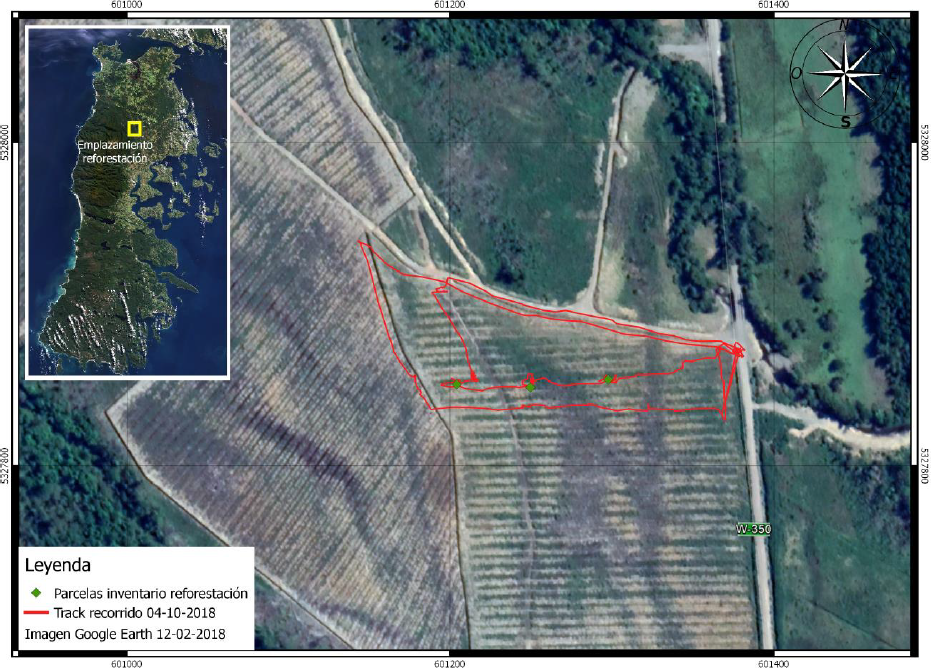 601000
601200
601400
N
O
S
5328000
5328000
Emplazamiento
reforestación
5327800
5327800
W-350
Leyenda
Parcelas inventario reforestación
Track recorrido 04-10-2018
Imagen Google Earth 12-02-2018
601000
601200
601400